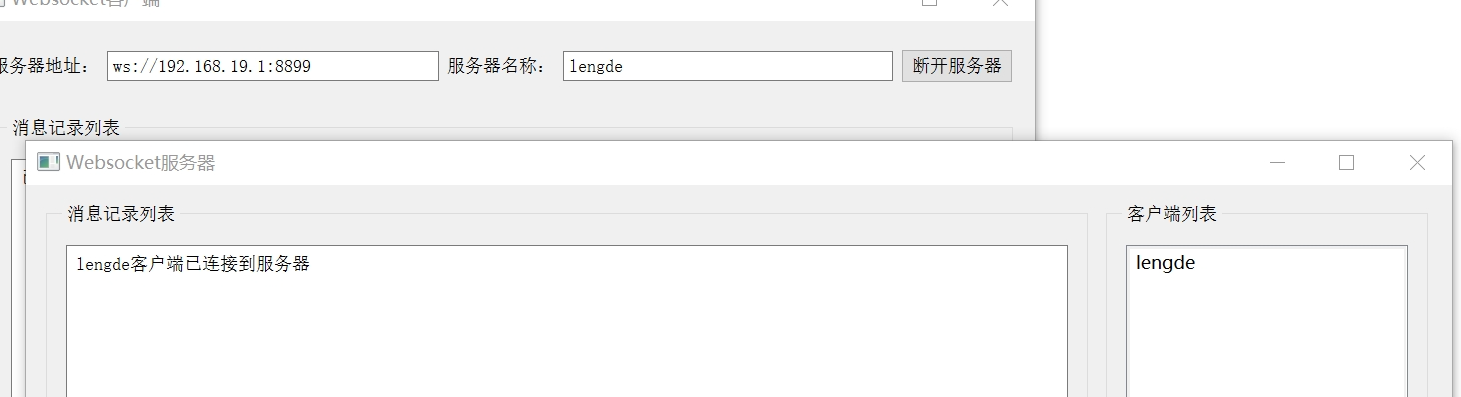 Websocket客户端
服务器地址： ws://192.168.19.1:8899 服务器名称： lengde 断开服务器
消息记录列表
Websocket服务器
消息记录列表 客户端列表
lengde客户端已连接到服务器 lengde